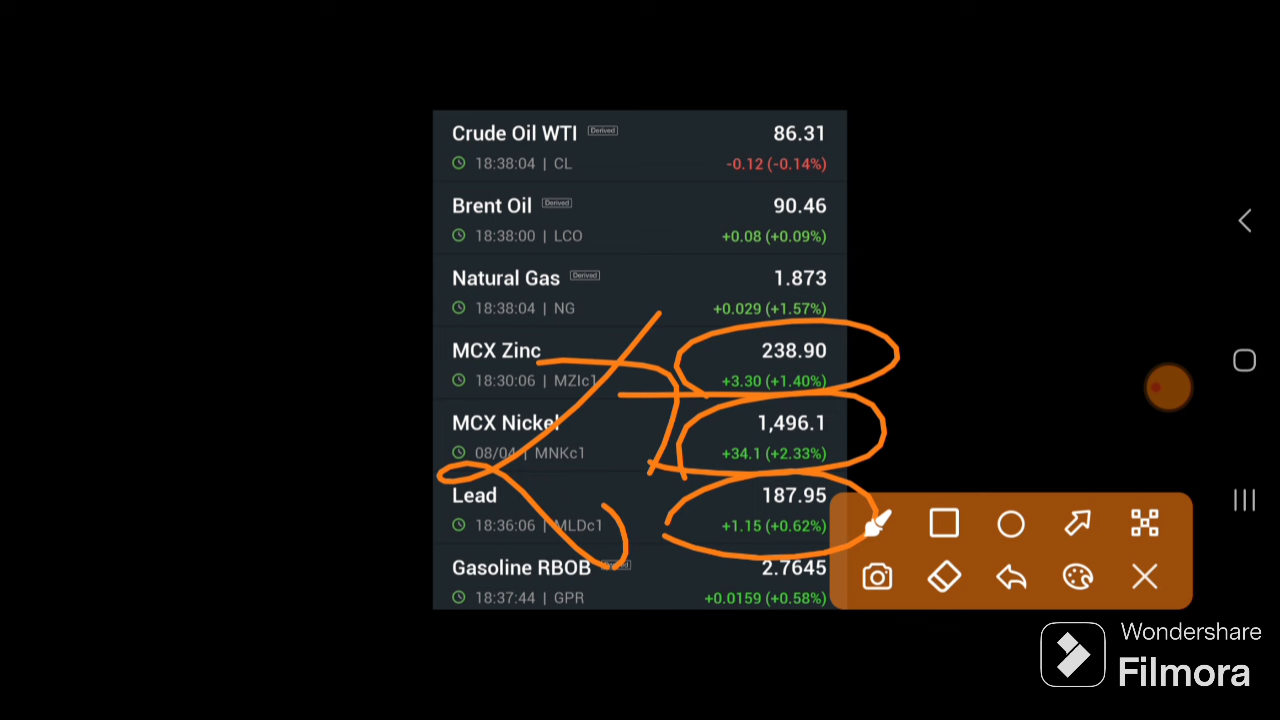 Crude Oil WTI Derived 86.31
18:38:04 | CL -0.12 (-0.14%)
Brent Oil Derived 90.46
18:38:00 | LCO +0.08 (+0.09%)
Natural Gas Derived 1.873
18:38:04 | NG +0.029 (+1.57%)
MCX Zinc 238.90
18:30:06 | MZIc1 +3.30 (+1.40%)
MCX Nickel 1,496.1
08/04 | MNKc1 +34.1 (+2.33%)
Lead 187.95
18:36:06 | MLDc1 +1.15 (+0.62%)
Gasoline RBOB 2.7645
18:37:44 | GPR +0.0159 (+0.58%)
Wondershare
Filmora